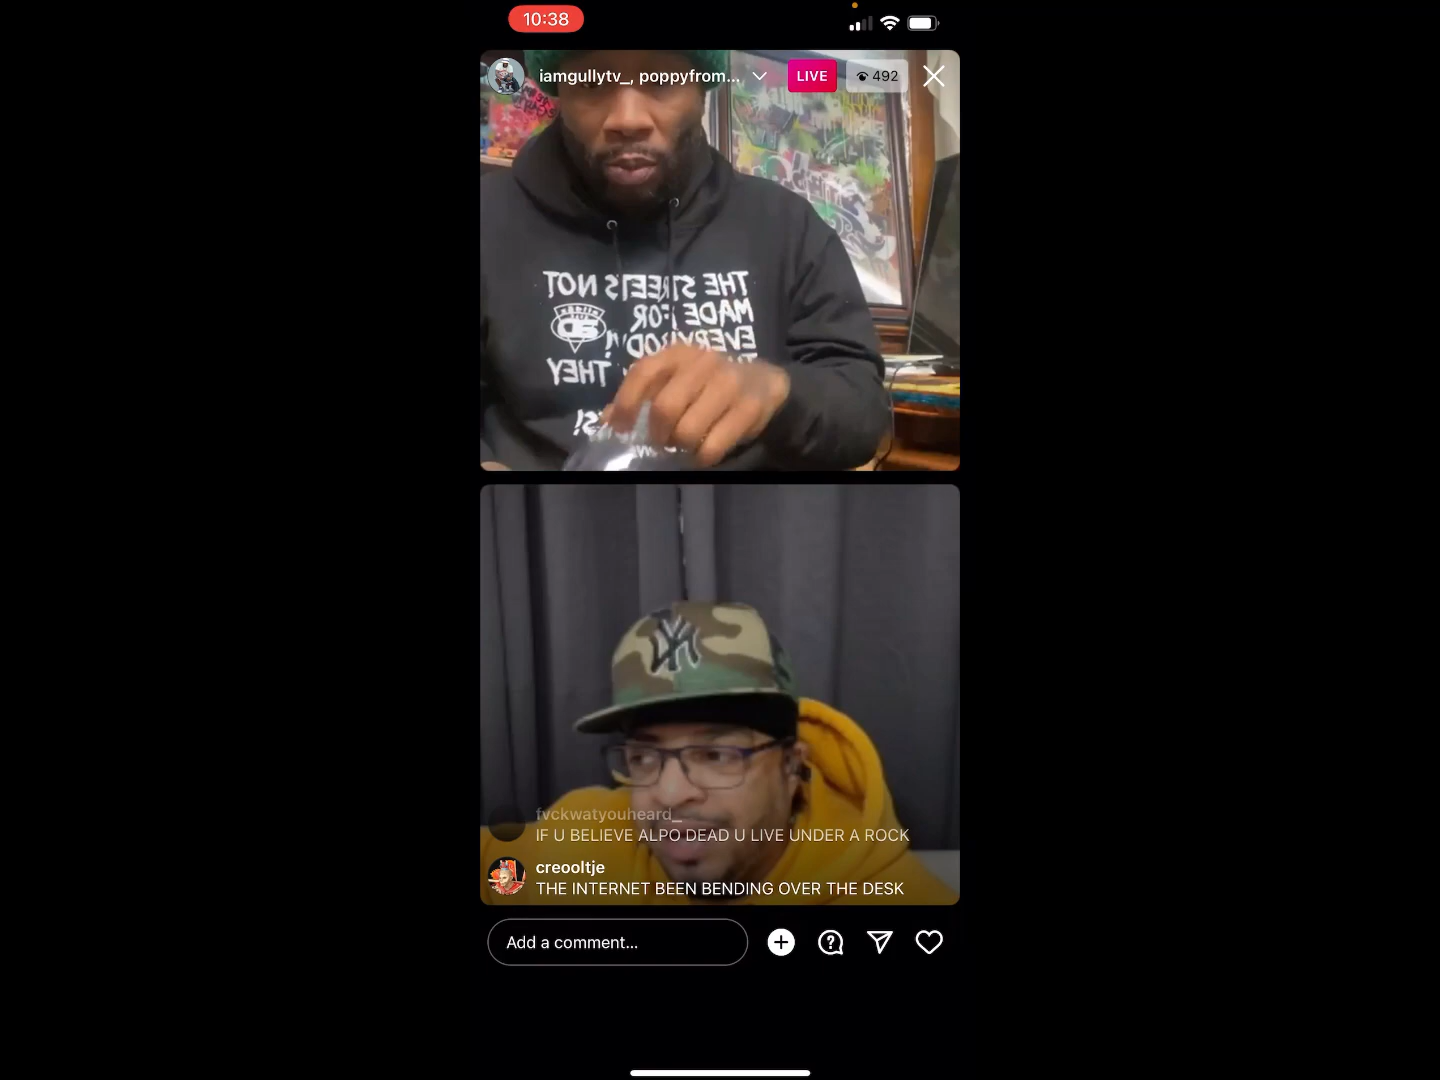 10:38
iamgullytv_, poppyfrom...
LIVE
492
THE STREETS NOT
MADE FOR
THEY
NY
fvckwatyouheard_
IF U BELIEVE ALPO DEAD U LIVE UNDER A ROCK
creooltje
THE INTERNET BEEN BENDING OVER THE DESK
Add a comment...